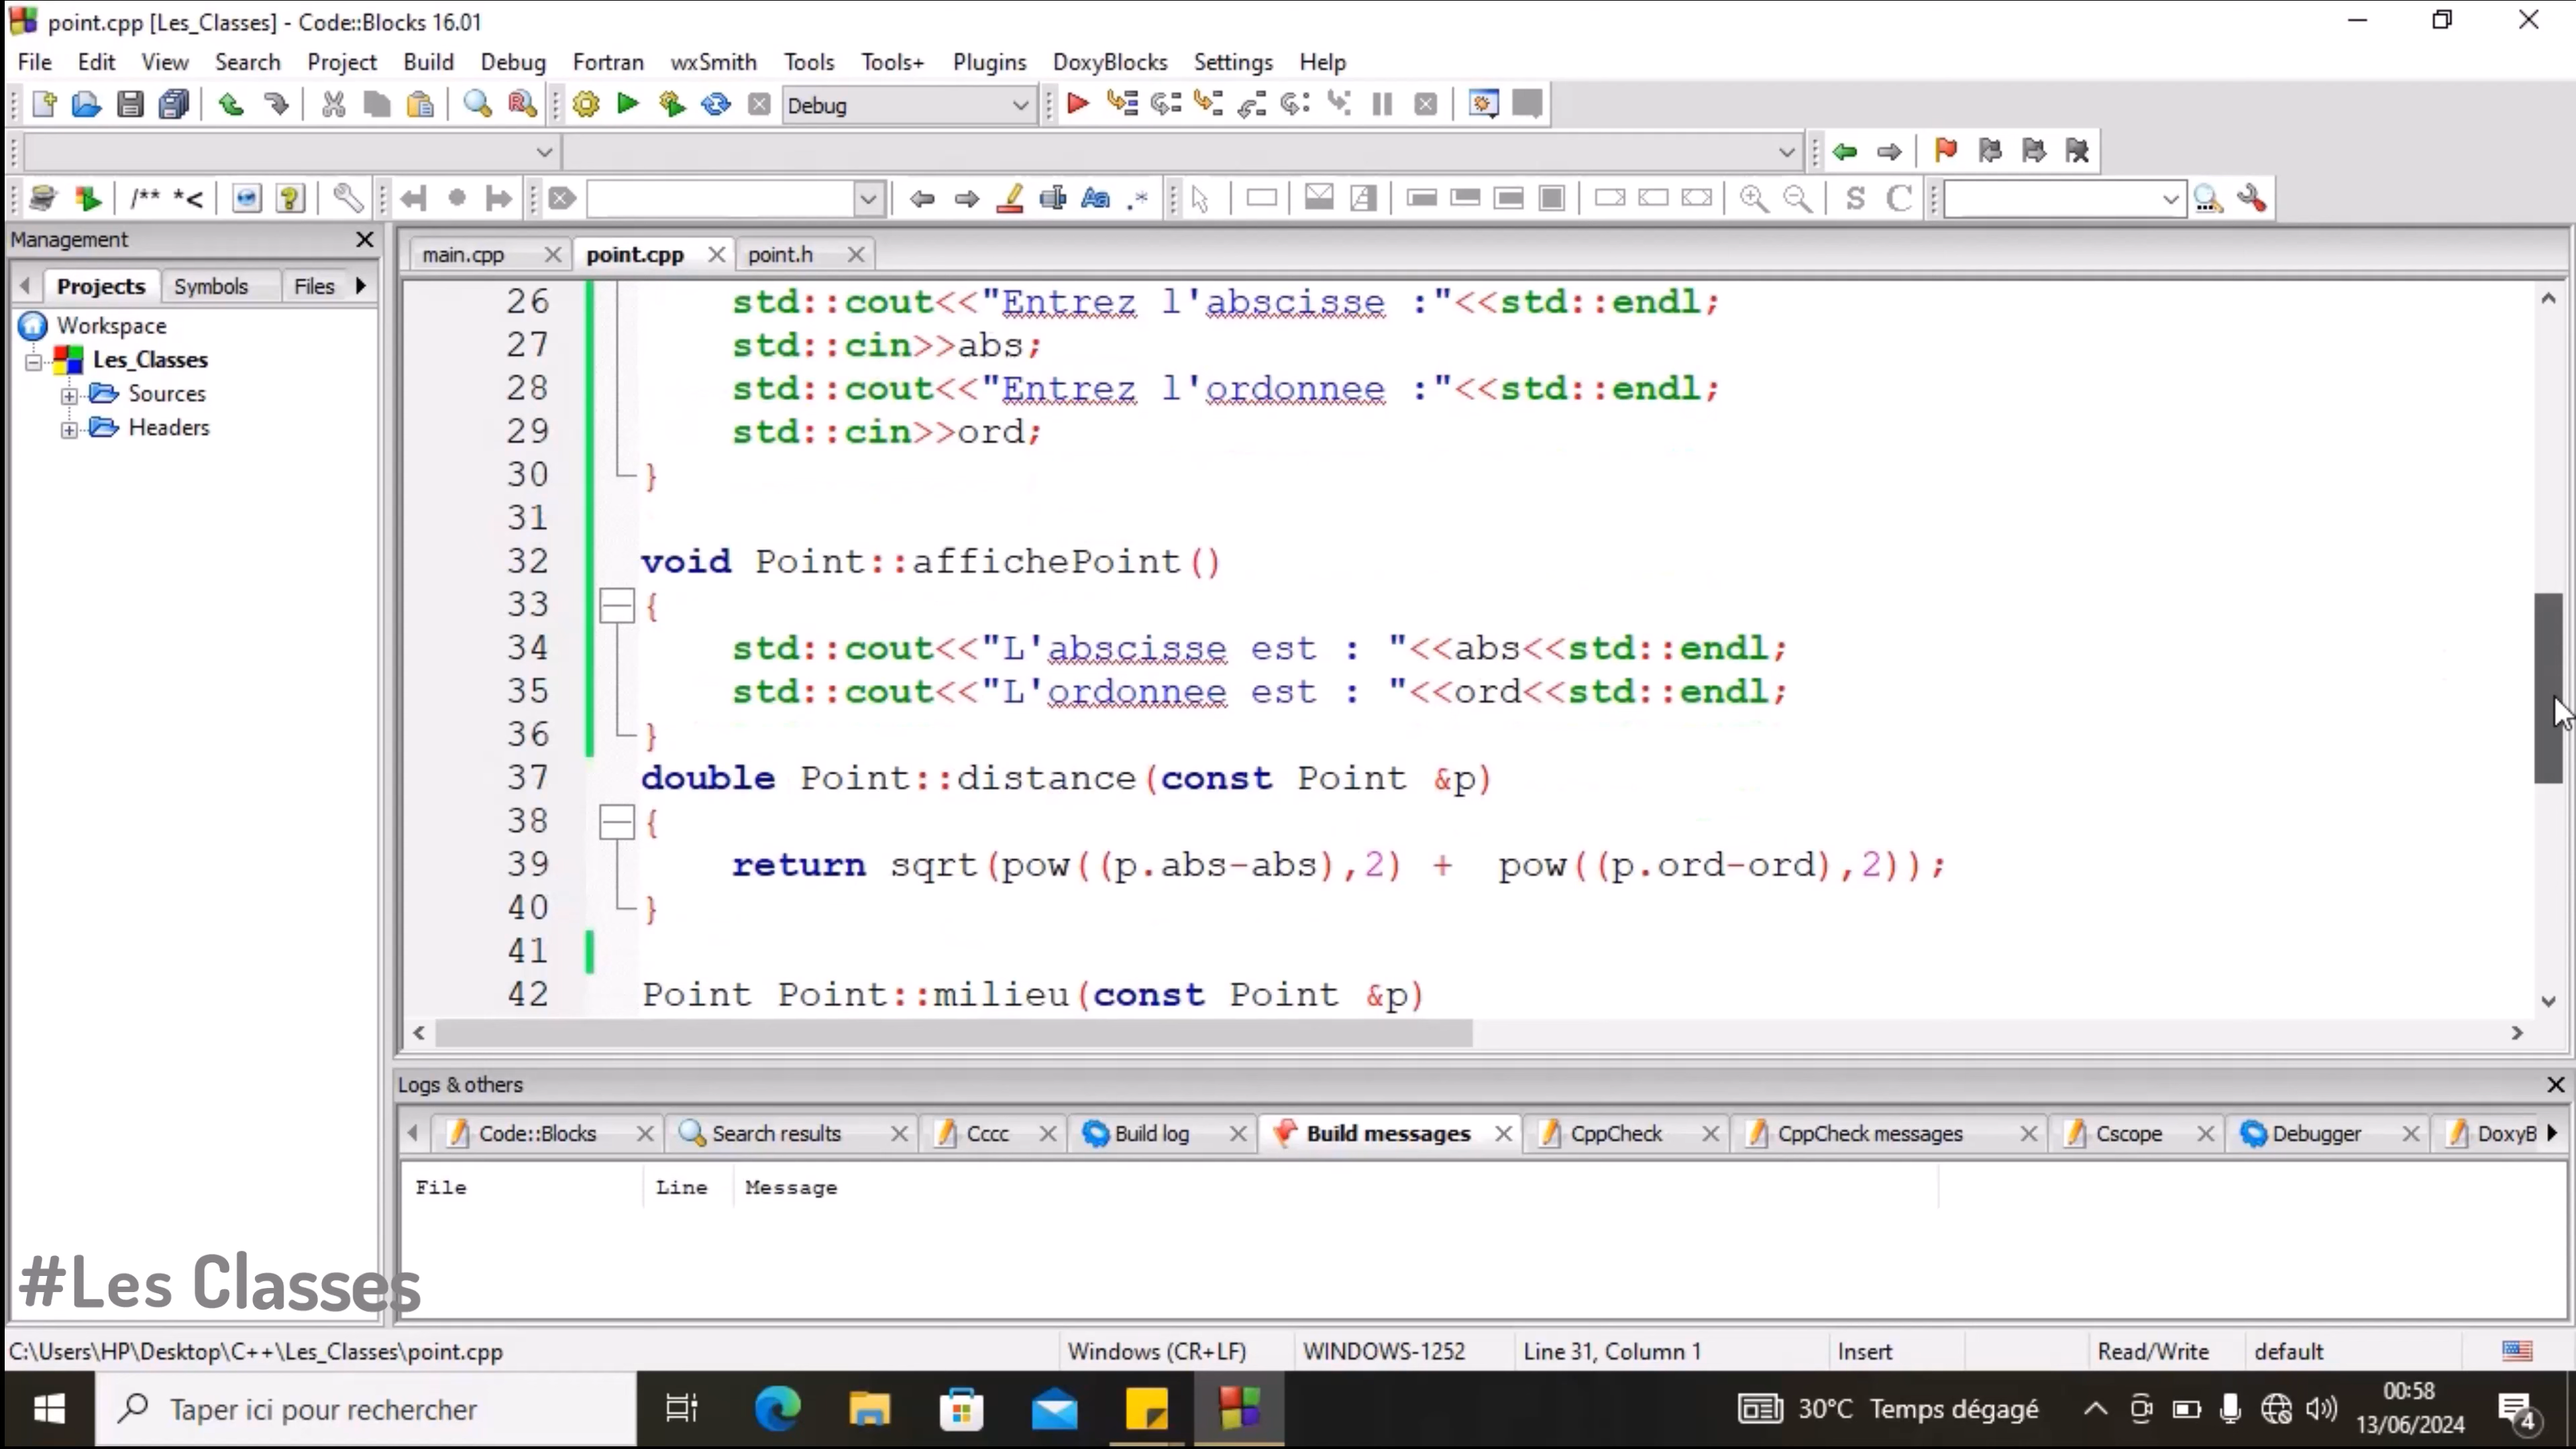 point.cpp [Les_Classes] - Code::Blocks 16.01
File Edit View Search Project Build Debug Fortran wxSmith Tools Tools+ Plugins DoxyBlocks Settings Help
Debug
/** *<
Aa .* S C
Management
main.cpp point.cpp point.h
Projects Symbols Files
Workspace
Les_Classes
Sources
Headers
26 std::cout<<"Entrez l'abscisse :"<<std::endl;
27 std::cin>>abs;
28 std::cout<<"Entrez l'ordonnee :"<<std::endl;
29 std::cin>>ord;
30 }
31
32 void Point::affichePoint()
33 {
34 std::cout<<"L'abscisse est : "<<abs<<std::endl;
35 std::cout<<"L'ordonnee est : "<<ord<<std::endl;
36 }
37 double Point::distance(const Point &p)
38 {
39 return sqrt(pow((p.abs-abs),2) +  pow((p.ord-ord),2));
40 }
41
42 Point Point::milieu(const Point &p)
Logs & others
Code::Blocks Search results Cccc Build log Build messages CppCheck CppCheck messages Cscope Debugger DoxyB
File Line Message
#Les Classes
C:\Users\HP\Desktop\C++\Les_Classes\point.cpp Windows (CR+LF) WINDOWS-1252 Line 31, Column 1 Insert Read/Write default
Taper ici pour rechercher
30°C Temps dégagé
00:58
13/06/2024
4